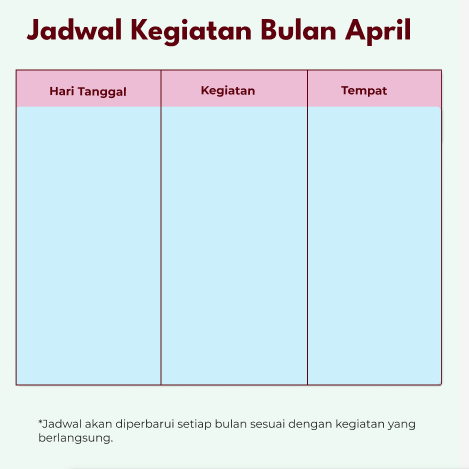 Jadwal Kegiatan Bulan April
Hari Tanggal Kegiatan Tempat
*Jadwal akan diperbarui setiap bulan sesuai dengan kegiatan yang
berlangsung.